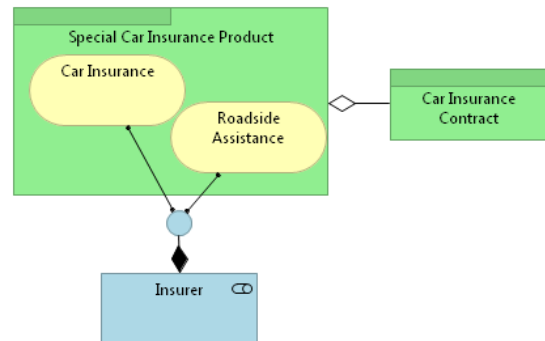 Special Car Insurance Product
Car Insurance
Roadside
Assistance
Car Insurance
Contract
Insurer